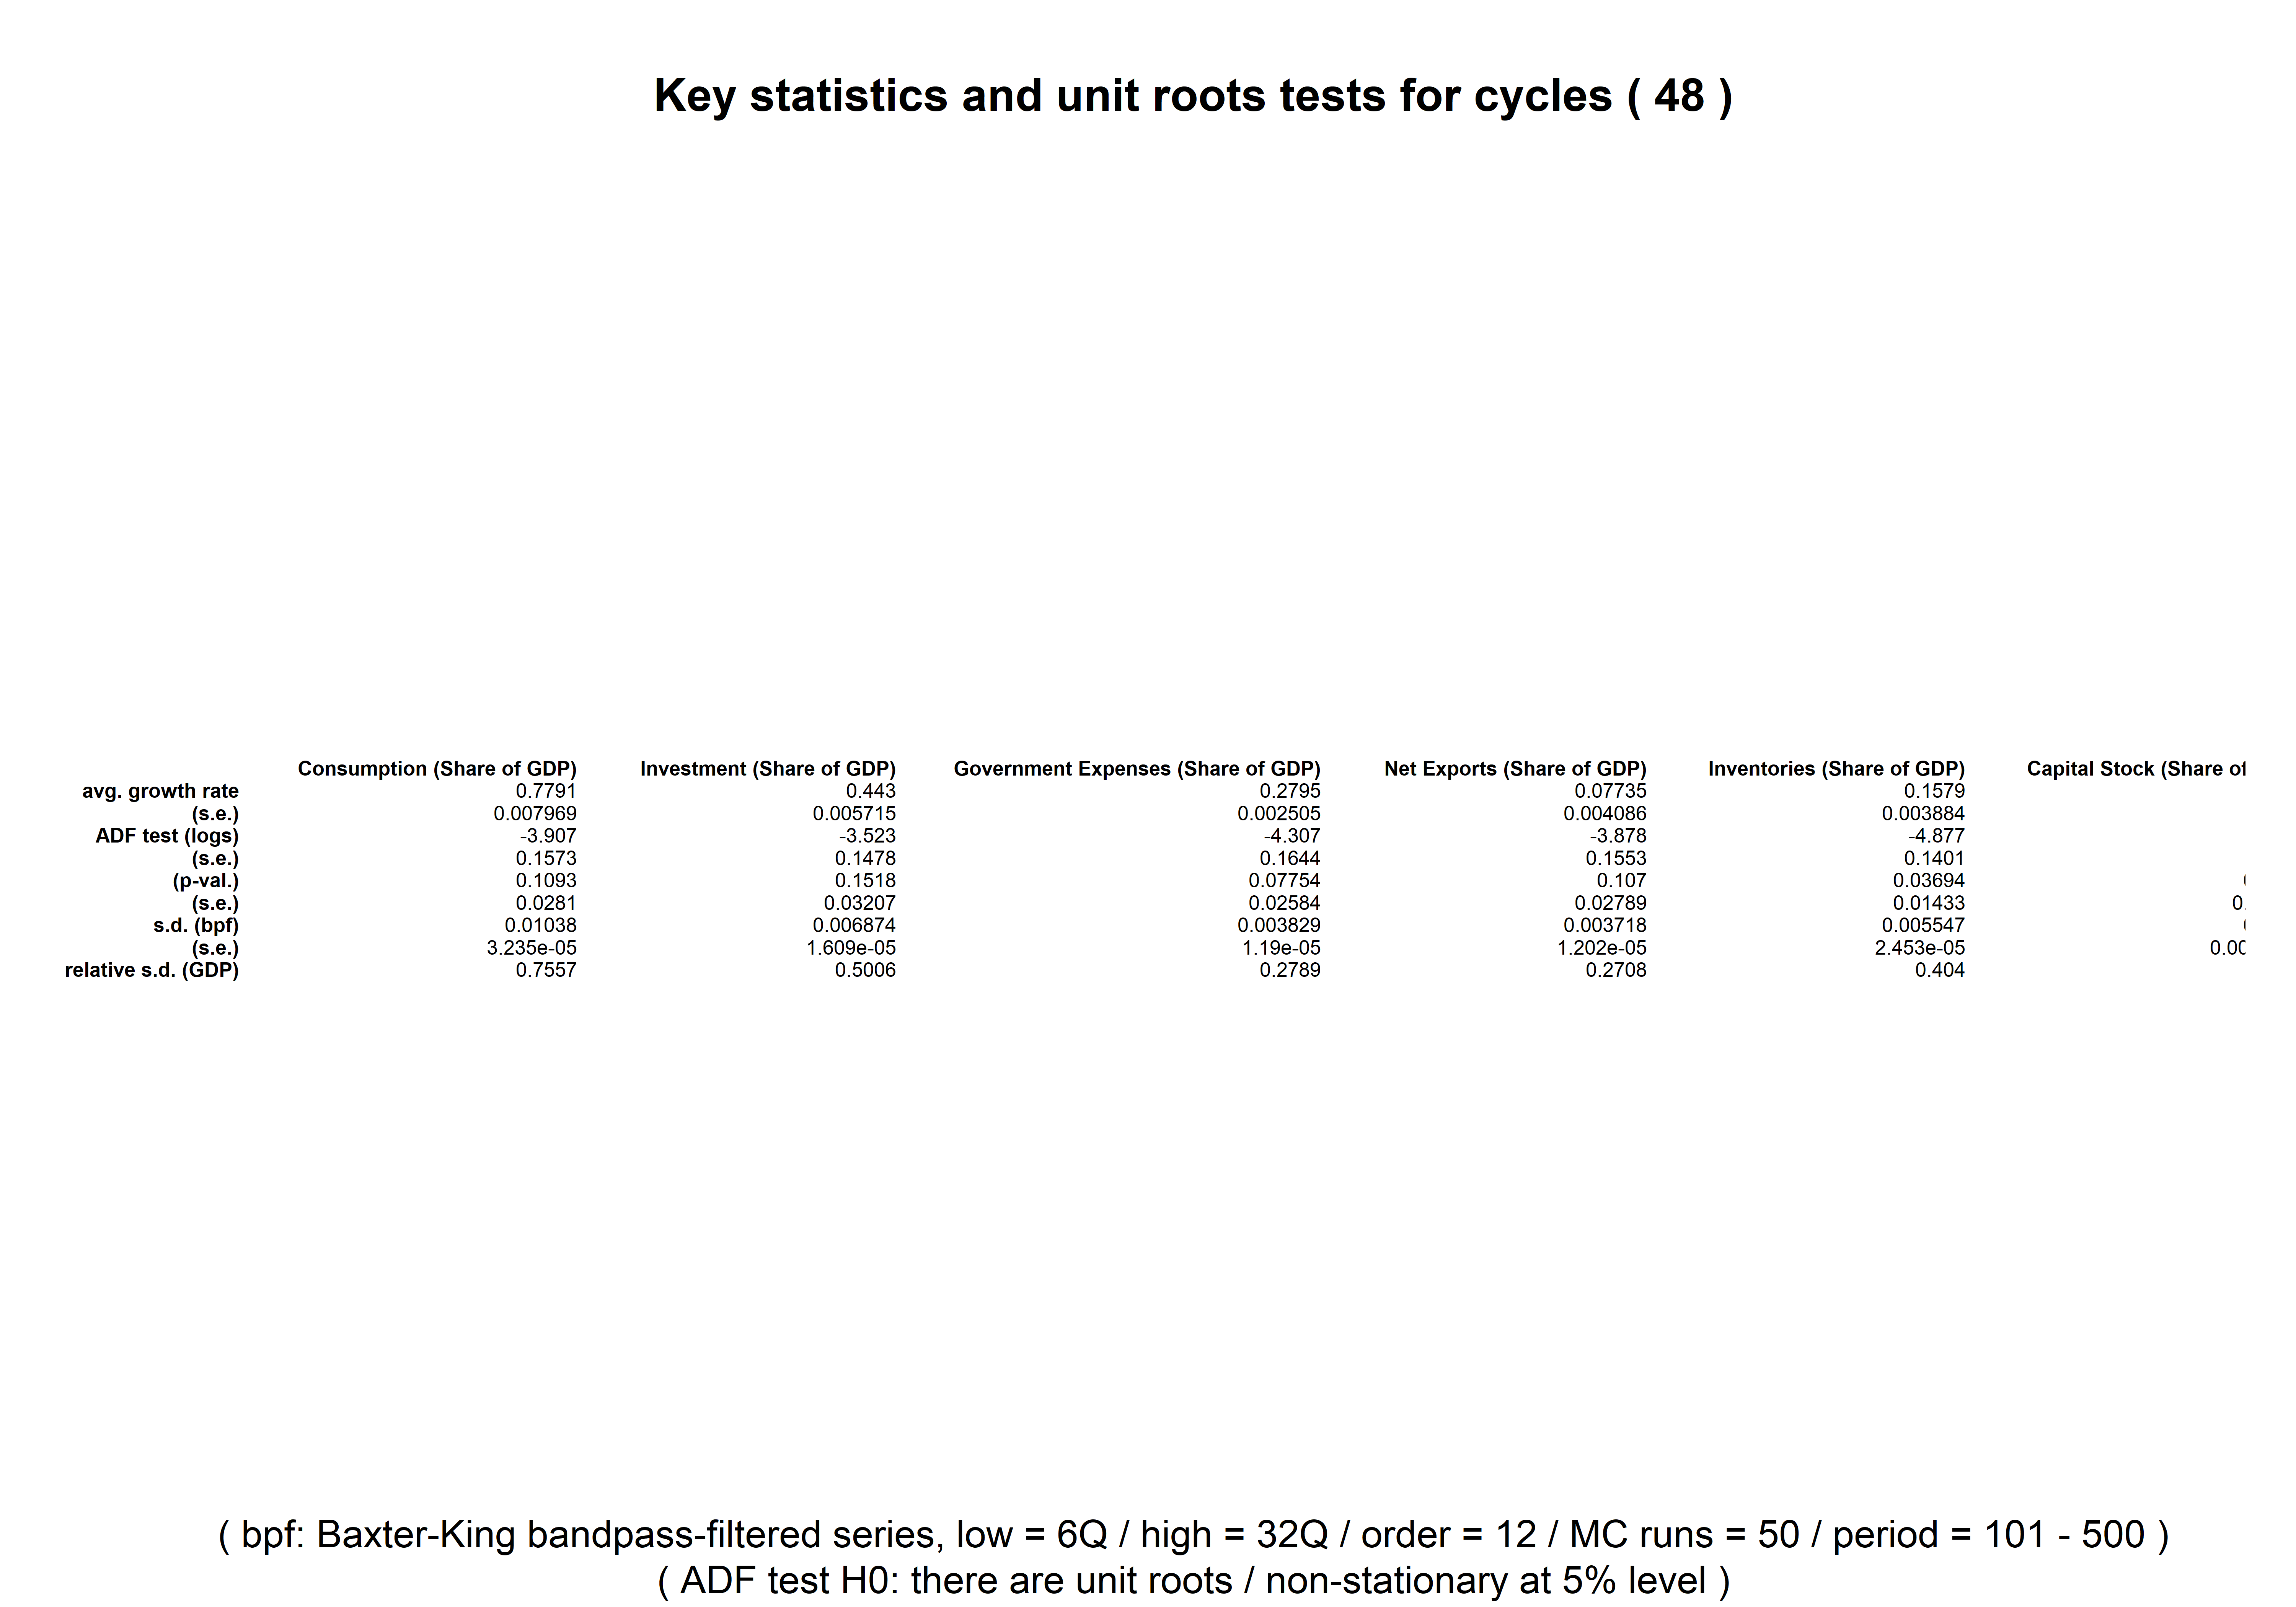 Key statistics and unit roots tests for cycles ( 48 )
Consumption (Share of GDP) Investment (Share of GDP) Government Expenses (Share of GDP) Net Exports (Share of GDP) Inventories (Share of GDP) Capital Stock (Share of
avg. growth rate 0.7791 0.443 0.2795 0.07735 0.1579
(s.e.) 0.007969 0.005715 0.002505 0.004086 0.003884
ADF test (logs) -3.907 -3.523 -4.307 -3.878 -4.877
(s.e.) 0.1573 0.1478 0.1644 0.1553 0.1401
(p-val.) 0.1093 0.1518 0.07754 0.107 0.03694
(s.e.) 0.0281 0.03207 0.02584 0.02789 0.01433 0.
s.d. (bpf) 0.01038 0.006874 0.003829 0.003718 0.005547
(s.e.) 3.235e-05 1.609e-05 1.19e-05 1.202e-05 2.453e-05 0.00
relative s.d. (GDP) 0.7557 0.5006 0.2789 0.2708 0.404
( bpf: Baxter-King bandpass-filtered series, low = 6Q / high = 32Q / order = 12 / MC runs = 50 / period = 101 - 500 )
( ADF test H0: there are unit roots / non-stationary at 5% level )